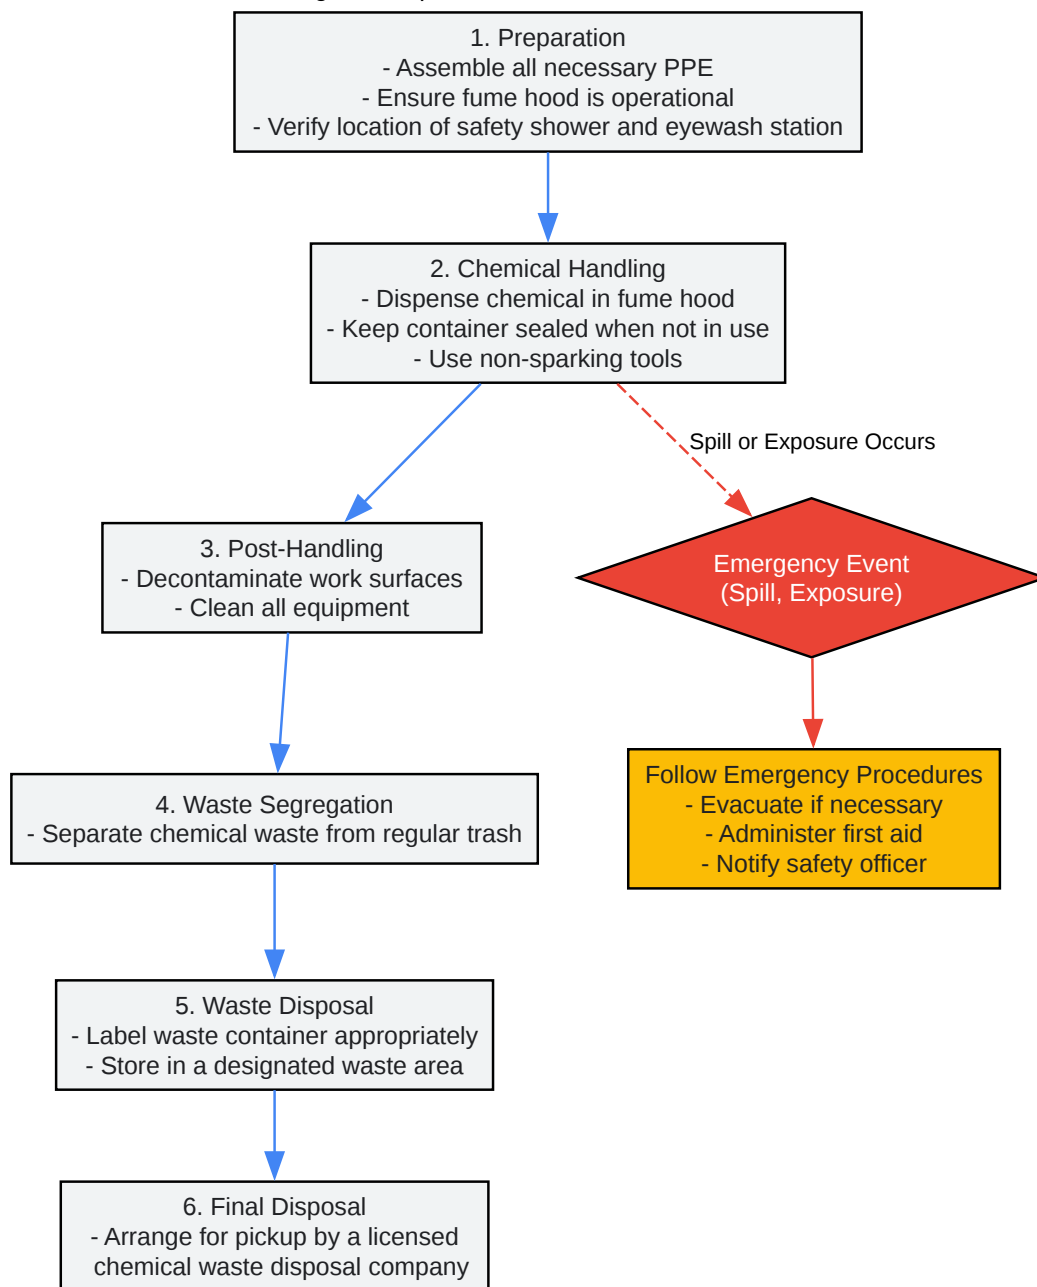 1. Preparation
- Assemble all necessary PPE
- Ensure fume hood is operational
- Verify location of safety shower and eyewash station
2. Chemical Handling
- Dispense chemical in fume hood
- Keep container sealed when not in use
- Use non-sparking tools
Spill or Exposure Occurs
3. Post-Handling
- Decontaminate work surfaces
- Clean all equipment
Emergency Event
(Spill, Exposure)
Follow Emergency Procedures
- Evacuate if necessary
- Administer first aid
- Notify safety officer
4. Waste Segregation
- Separate chemical waste from regular trash
5. Waste Disposal
- Label waste container appropriately
- Store in a designated waste area
6. Final Disposal
- Arrange for pickup by a licensed
chemical waste disposal company